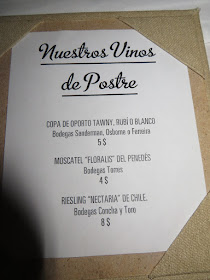 Nuestros Vinos
de Postre
COPA DE OPORTO TAWNY, RUBÍ O BLANCO
Bodegas Sandeman, Osborne o Ferreira
5 $
MOSCATEL "FLORALIS" DEL PENEDÉS
Bodegas Torres
4 $
RIESLING "NECTARIA" DE CHILE.
Bodegas Concha y Toro
8 $